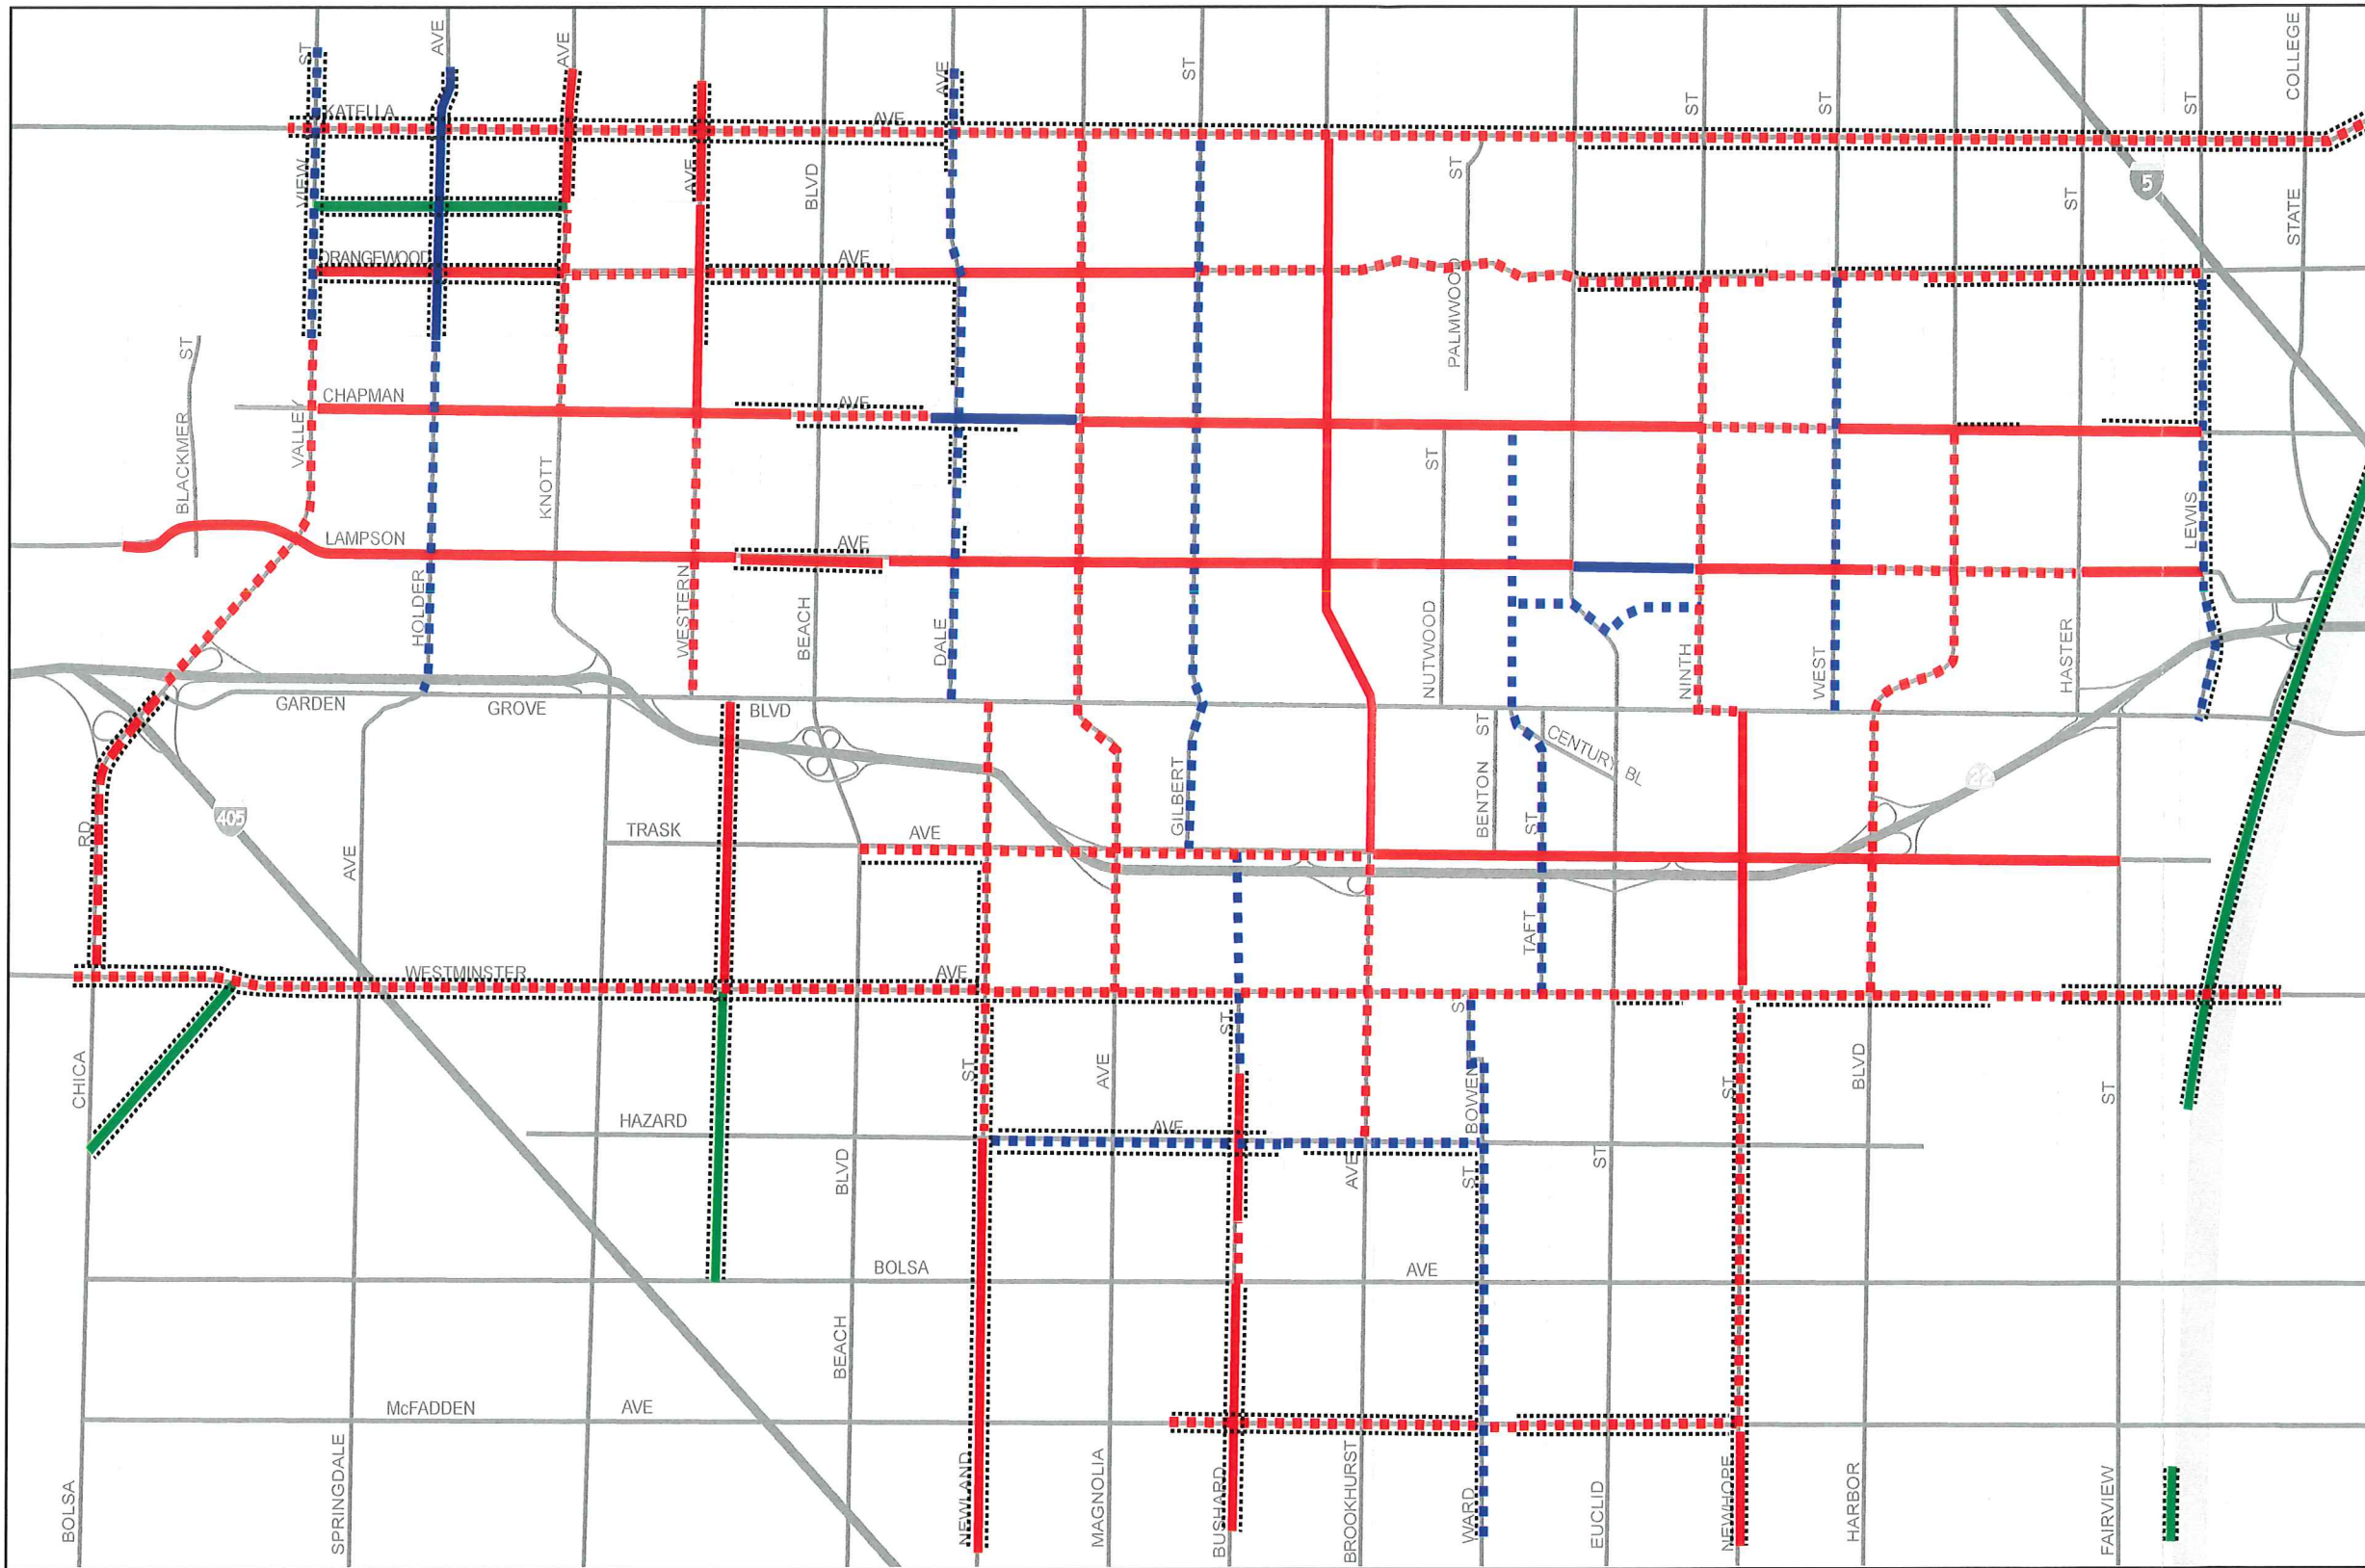 ST
AVE
AVE
AVE
ST
ST
ST
ST
COLLEGE
KATELLA
AVE
VIEW
AVE
BLVD
ST
5
ST
STATE
ORANGEWOOD
AVE
PALMWOOD
ST
BLACKMER
VALLEY
CHAPMAN
AVE
KNOTT
ST
LEWIS
LAMPSON
AVE
HOLDER
WESTERN
BEACH
DALE
NUTWOOD
NINTH
WEST
HASTER
GARDEN
GROVE
BLVD
ST
CENTURY BL
405
22
RD
AVE
TRASK
AVE
GILBERT
BENTON
ST
TAFT
WESTMINSTER
AVE
ST
ST
CHICA
ST
AVE
BOWEN
ST
BLVD
ST
HAZARD
AVE
BLVD
AVE
ST
ST
BOLSA
AVE
BEACH
McFADDEN
AVE
BOLSA
SPRINGDALE
NEWLAND
MAGNOLIA
BUSHARD
BROOKHURST
WARD
EUCLID
NEWHOPE
HARBOR
FAIRVIEW